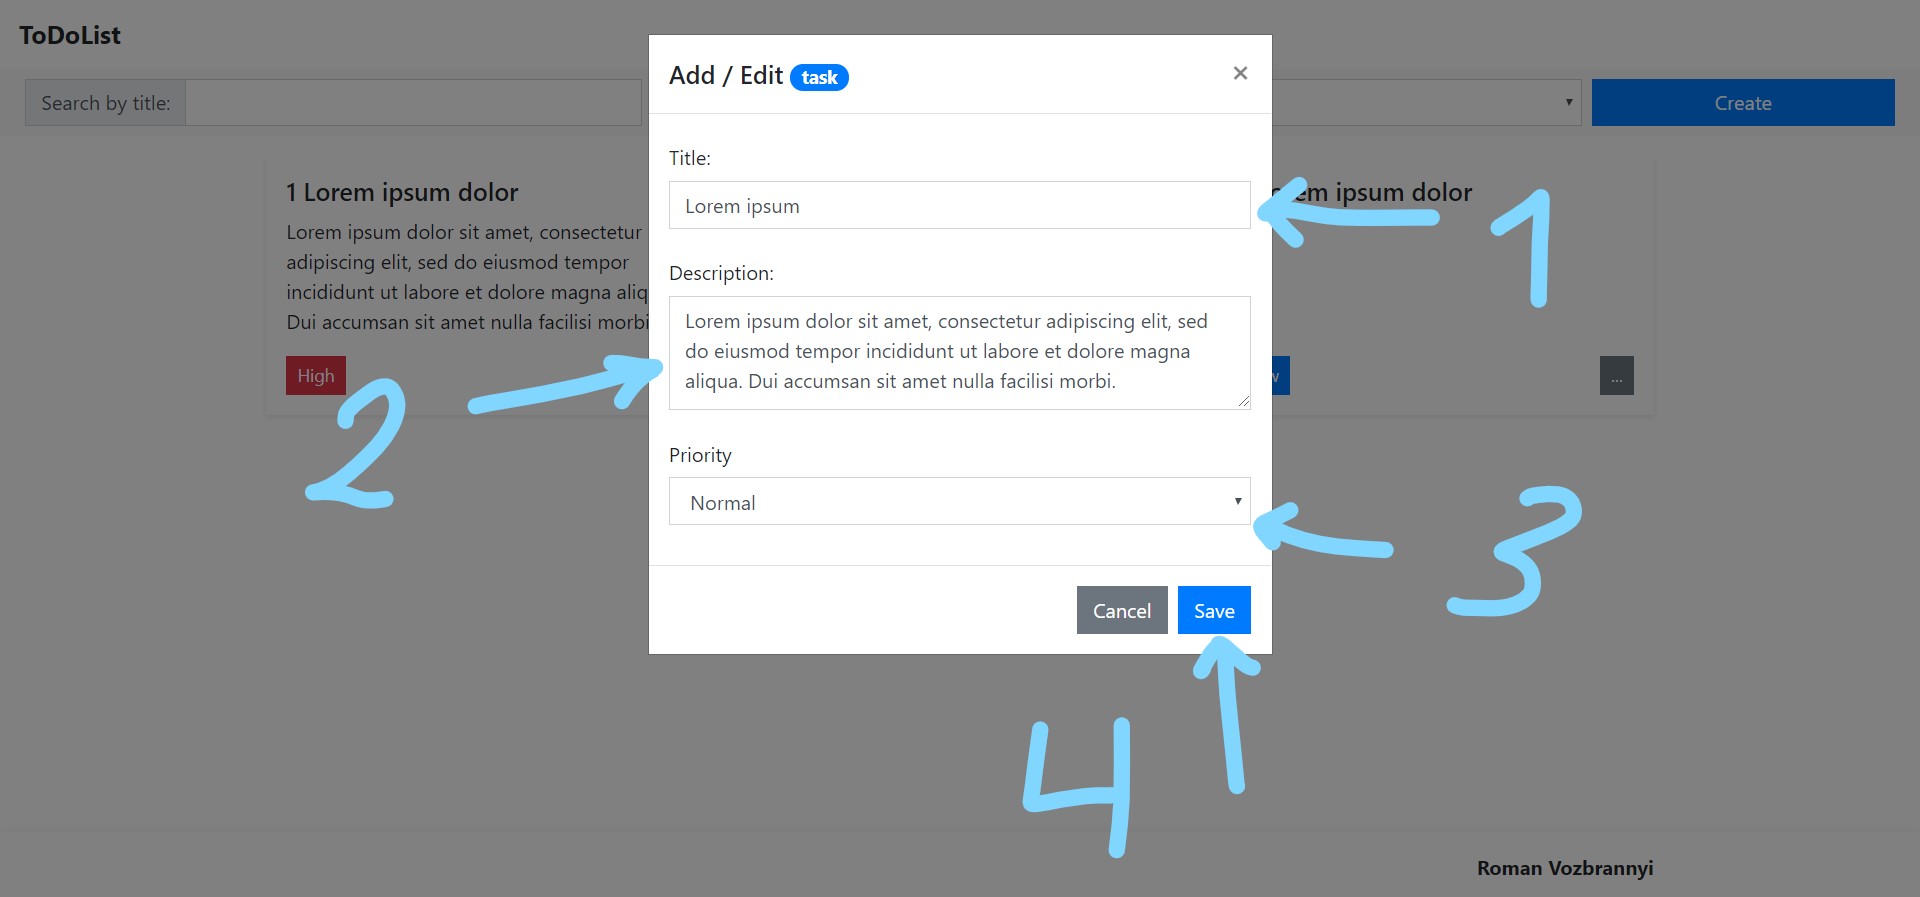 ToDoList
Search by title:
Create
Add / Edit task
×
Title:
Lorem ipsum
Description:
Lorem ipsum dolor sit amet, consectetur adipiscing elit, sed
do eiusmod tempor incididunt ut labore et dolore magna
aliqua. Dui accumsan sit amet nulla facilisi morbi.
Priority
Normal
Cancel
Save
1 Lorem ipsum dolor
Lorem ipsum dolor sit amet, consectetur
adipiscing elit, sed do eiusmod tempor
incididunt ut labore et dolore magna aliq
Dui accumsan sit amet nulla facilisi morbi
High
ipsum dolor
...
1
2
3
4
Roman Vozbrannyi